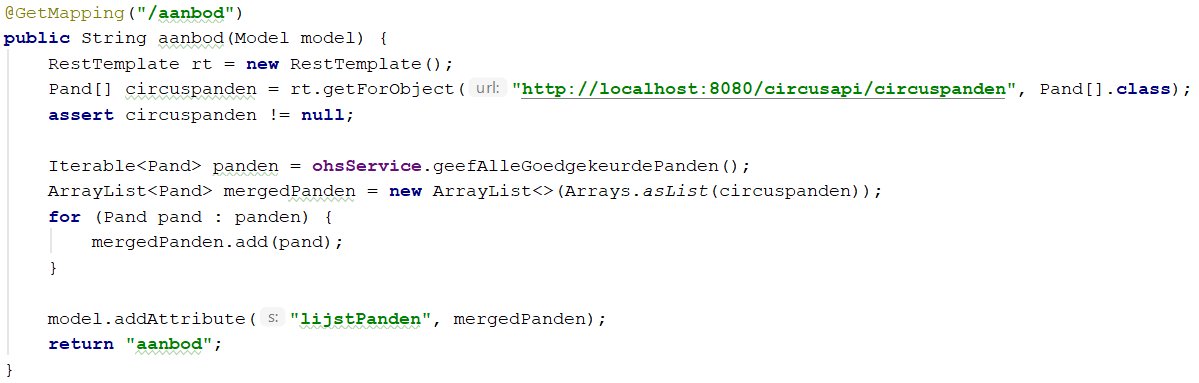 @GetMapping("/aanbod")
public String aanbod(Model model) {
    RestTemplate rt = new RestTemplate();
    Pand[] circuspanden = rt.getForObject( url: "http://localhost:8080/circusapi/circuspanden", Pand[].class);
    assert circuspanden != null;

    Iterable<Pand> panden = ohsService.geefAlleGoedgekeurdePanden();
    ArrayList<Pand> mergedPanden = new ArrayList<>(Arrays.asList(circuspanden));
    for (Pand pand : panden) {
        mergedPanden.add(pand);
    }

    model.addAttribute( s: "lijstPanden", mergedPanden);
    return "aanbod";
}